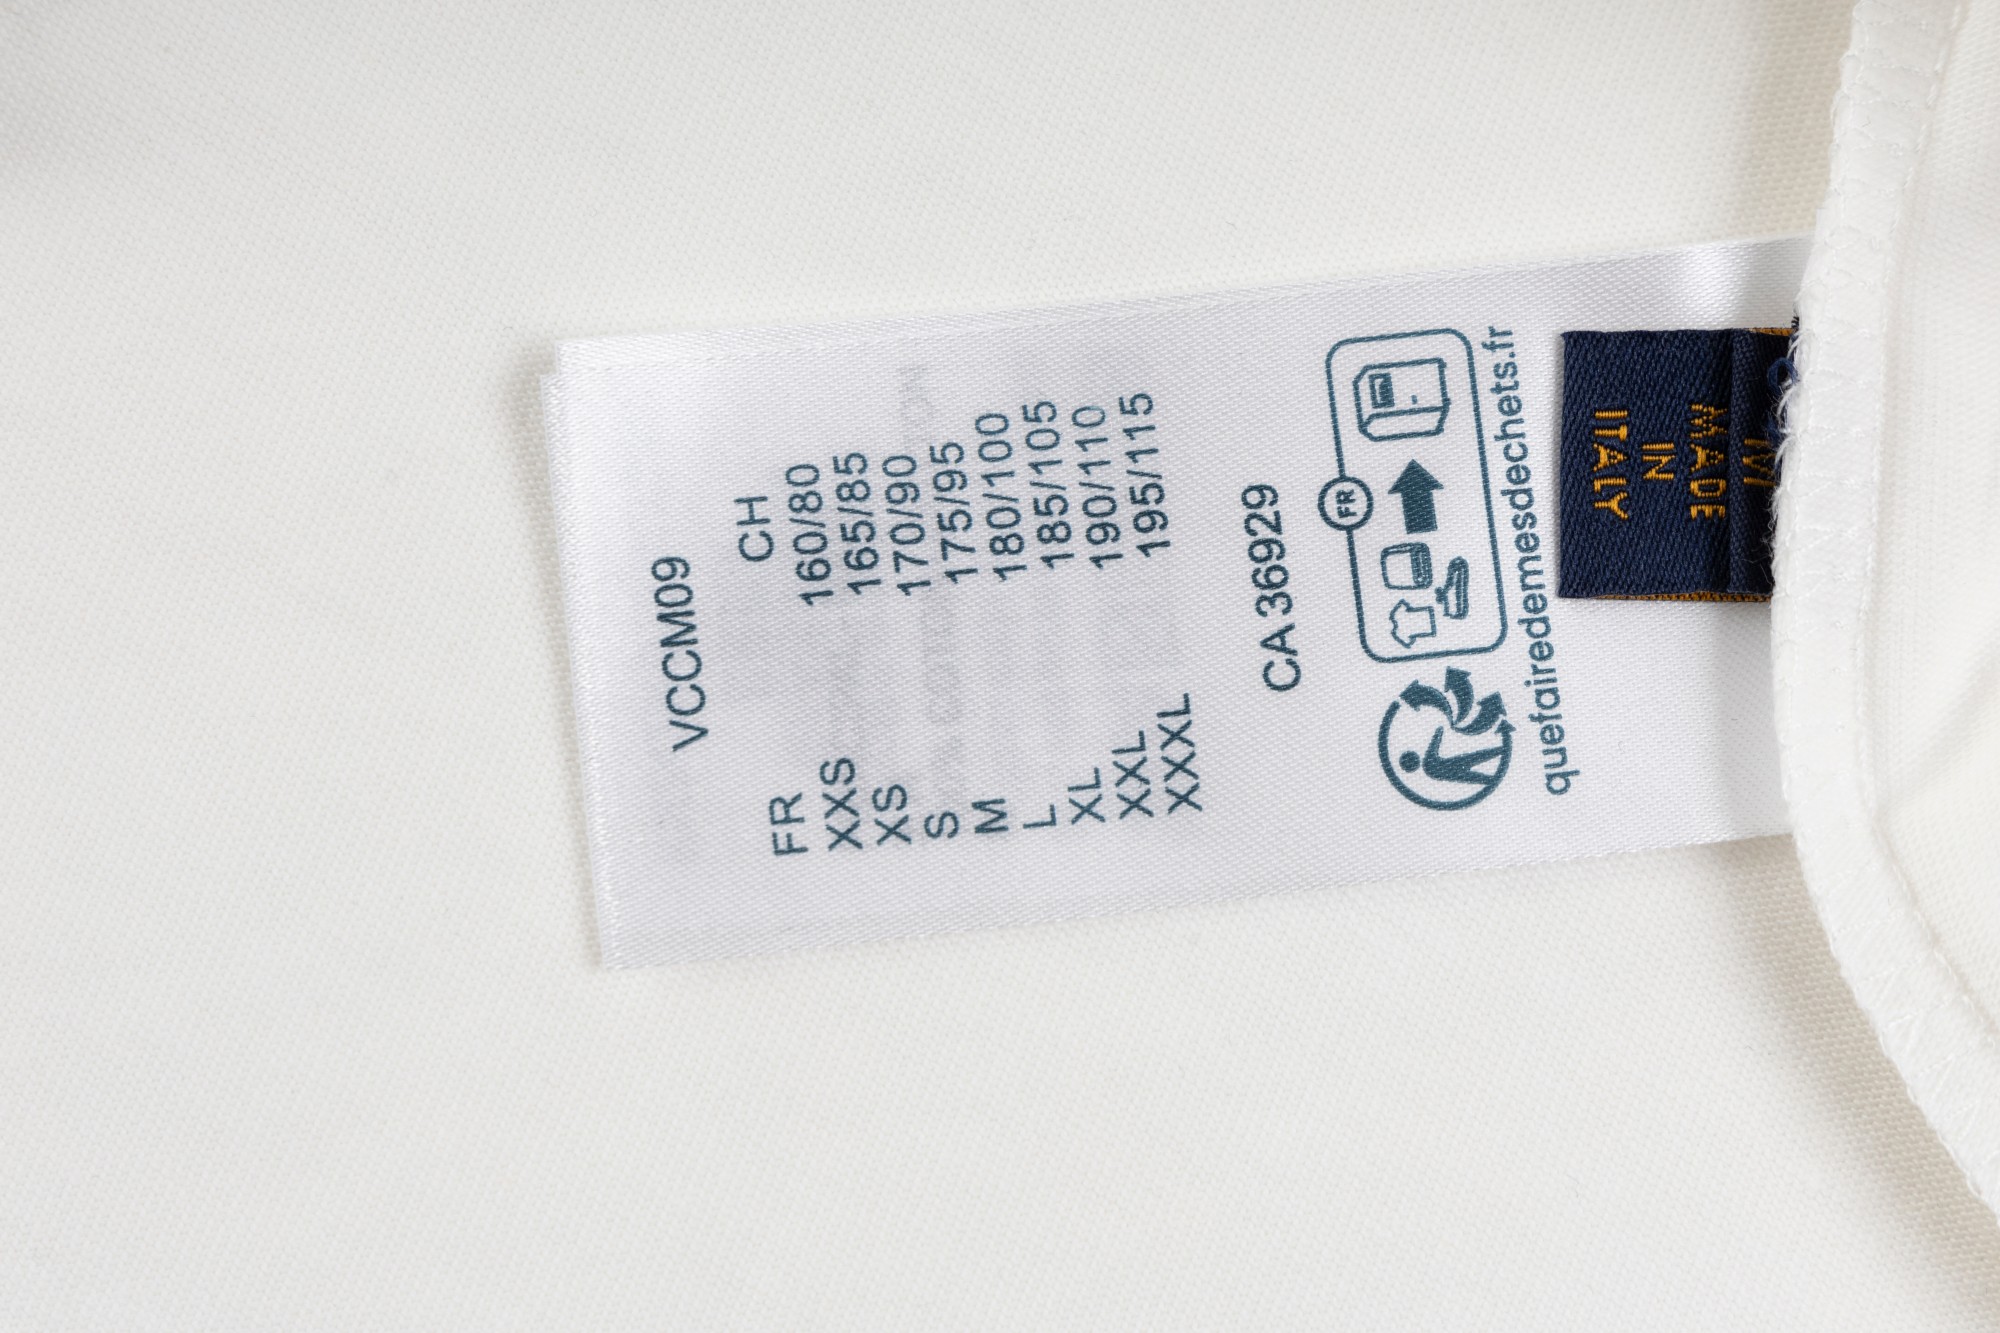 VCCM09
FR CH
XXS 160/80
XS 165/85
S 170/90
M 175/95
L 180/100
XL 185/105
XXL 190/110
XXXL 195/115
CA 36929
FR
quefairedemesdechets.fr
MADE
IN
ITALY